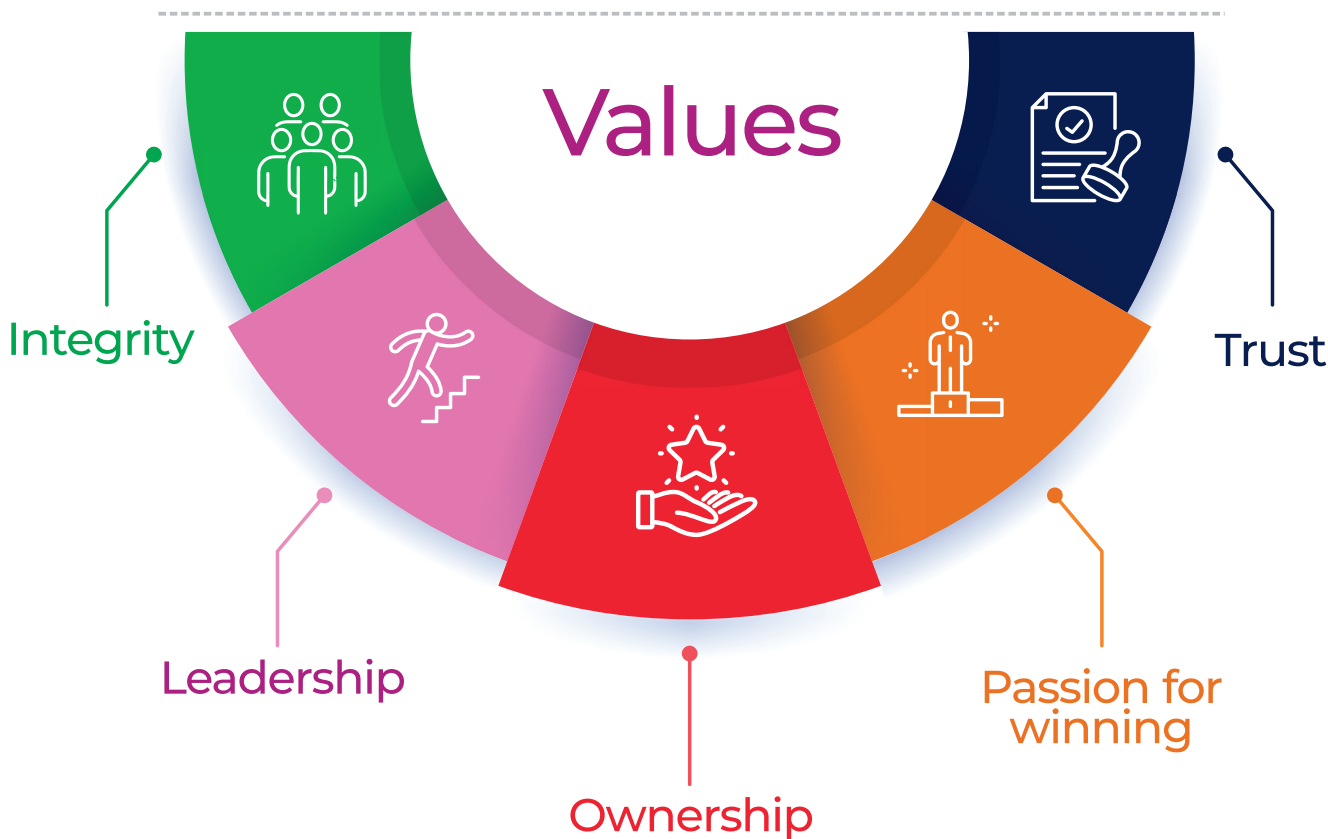 Values
Integrity
Trust
Leadership
Passion for
winning
Ownership